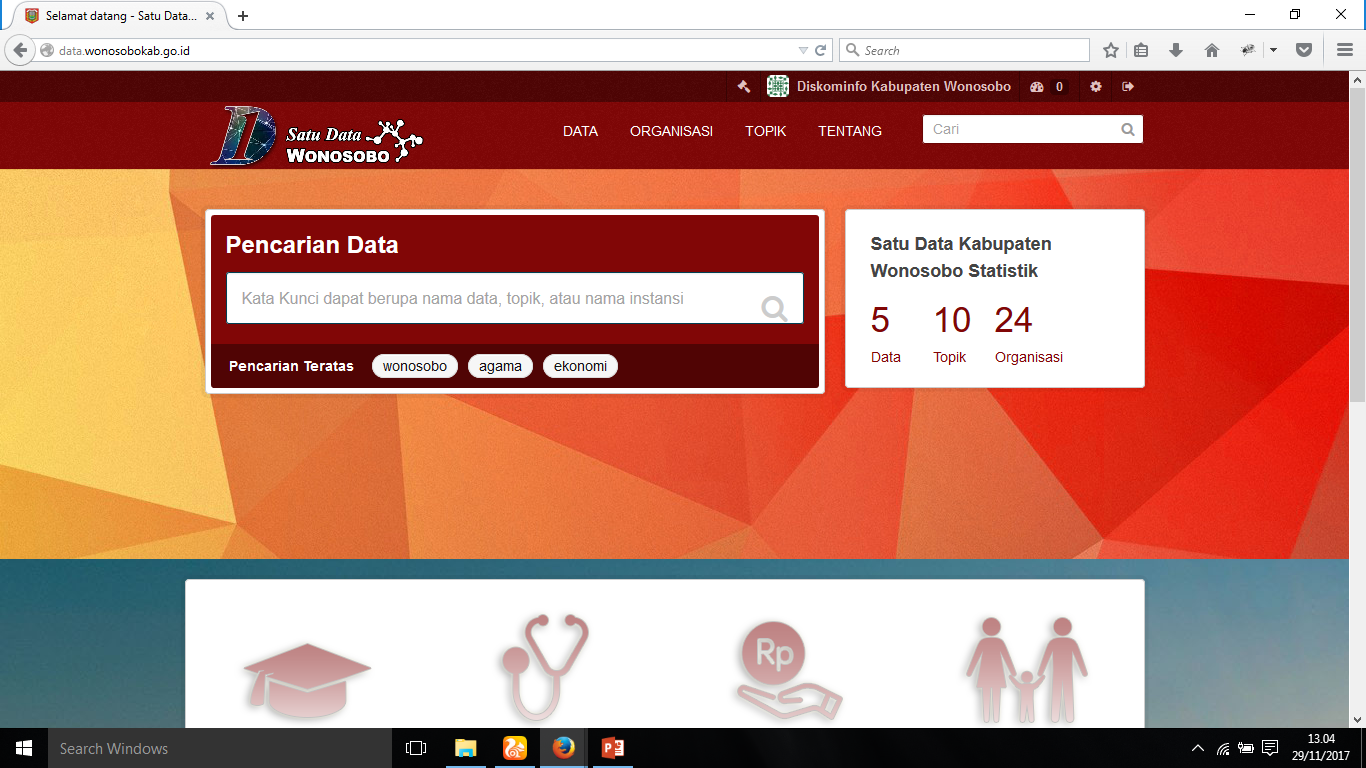 Selamat datang - Satu Data...
data.wonosobokab.go.id
Search
Diskominfo Kabupaten Wonosobo
0
Satu Data
WONOSOBO
DATA
ORGANISASI
TOPIK
TENTANG
Cari
Pencarian Data
Kata Kunci dapat berupa nama data, topik, atau nama instansi
Pencarian Teratas
wonosobo
agama
ekonomi
Satu Data Kabupaten
Wonosobo Statistik
5
10
24
Data
Topik
Organisasi
Rp
Search Windows
13.04
29/11/2017